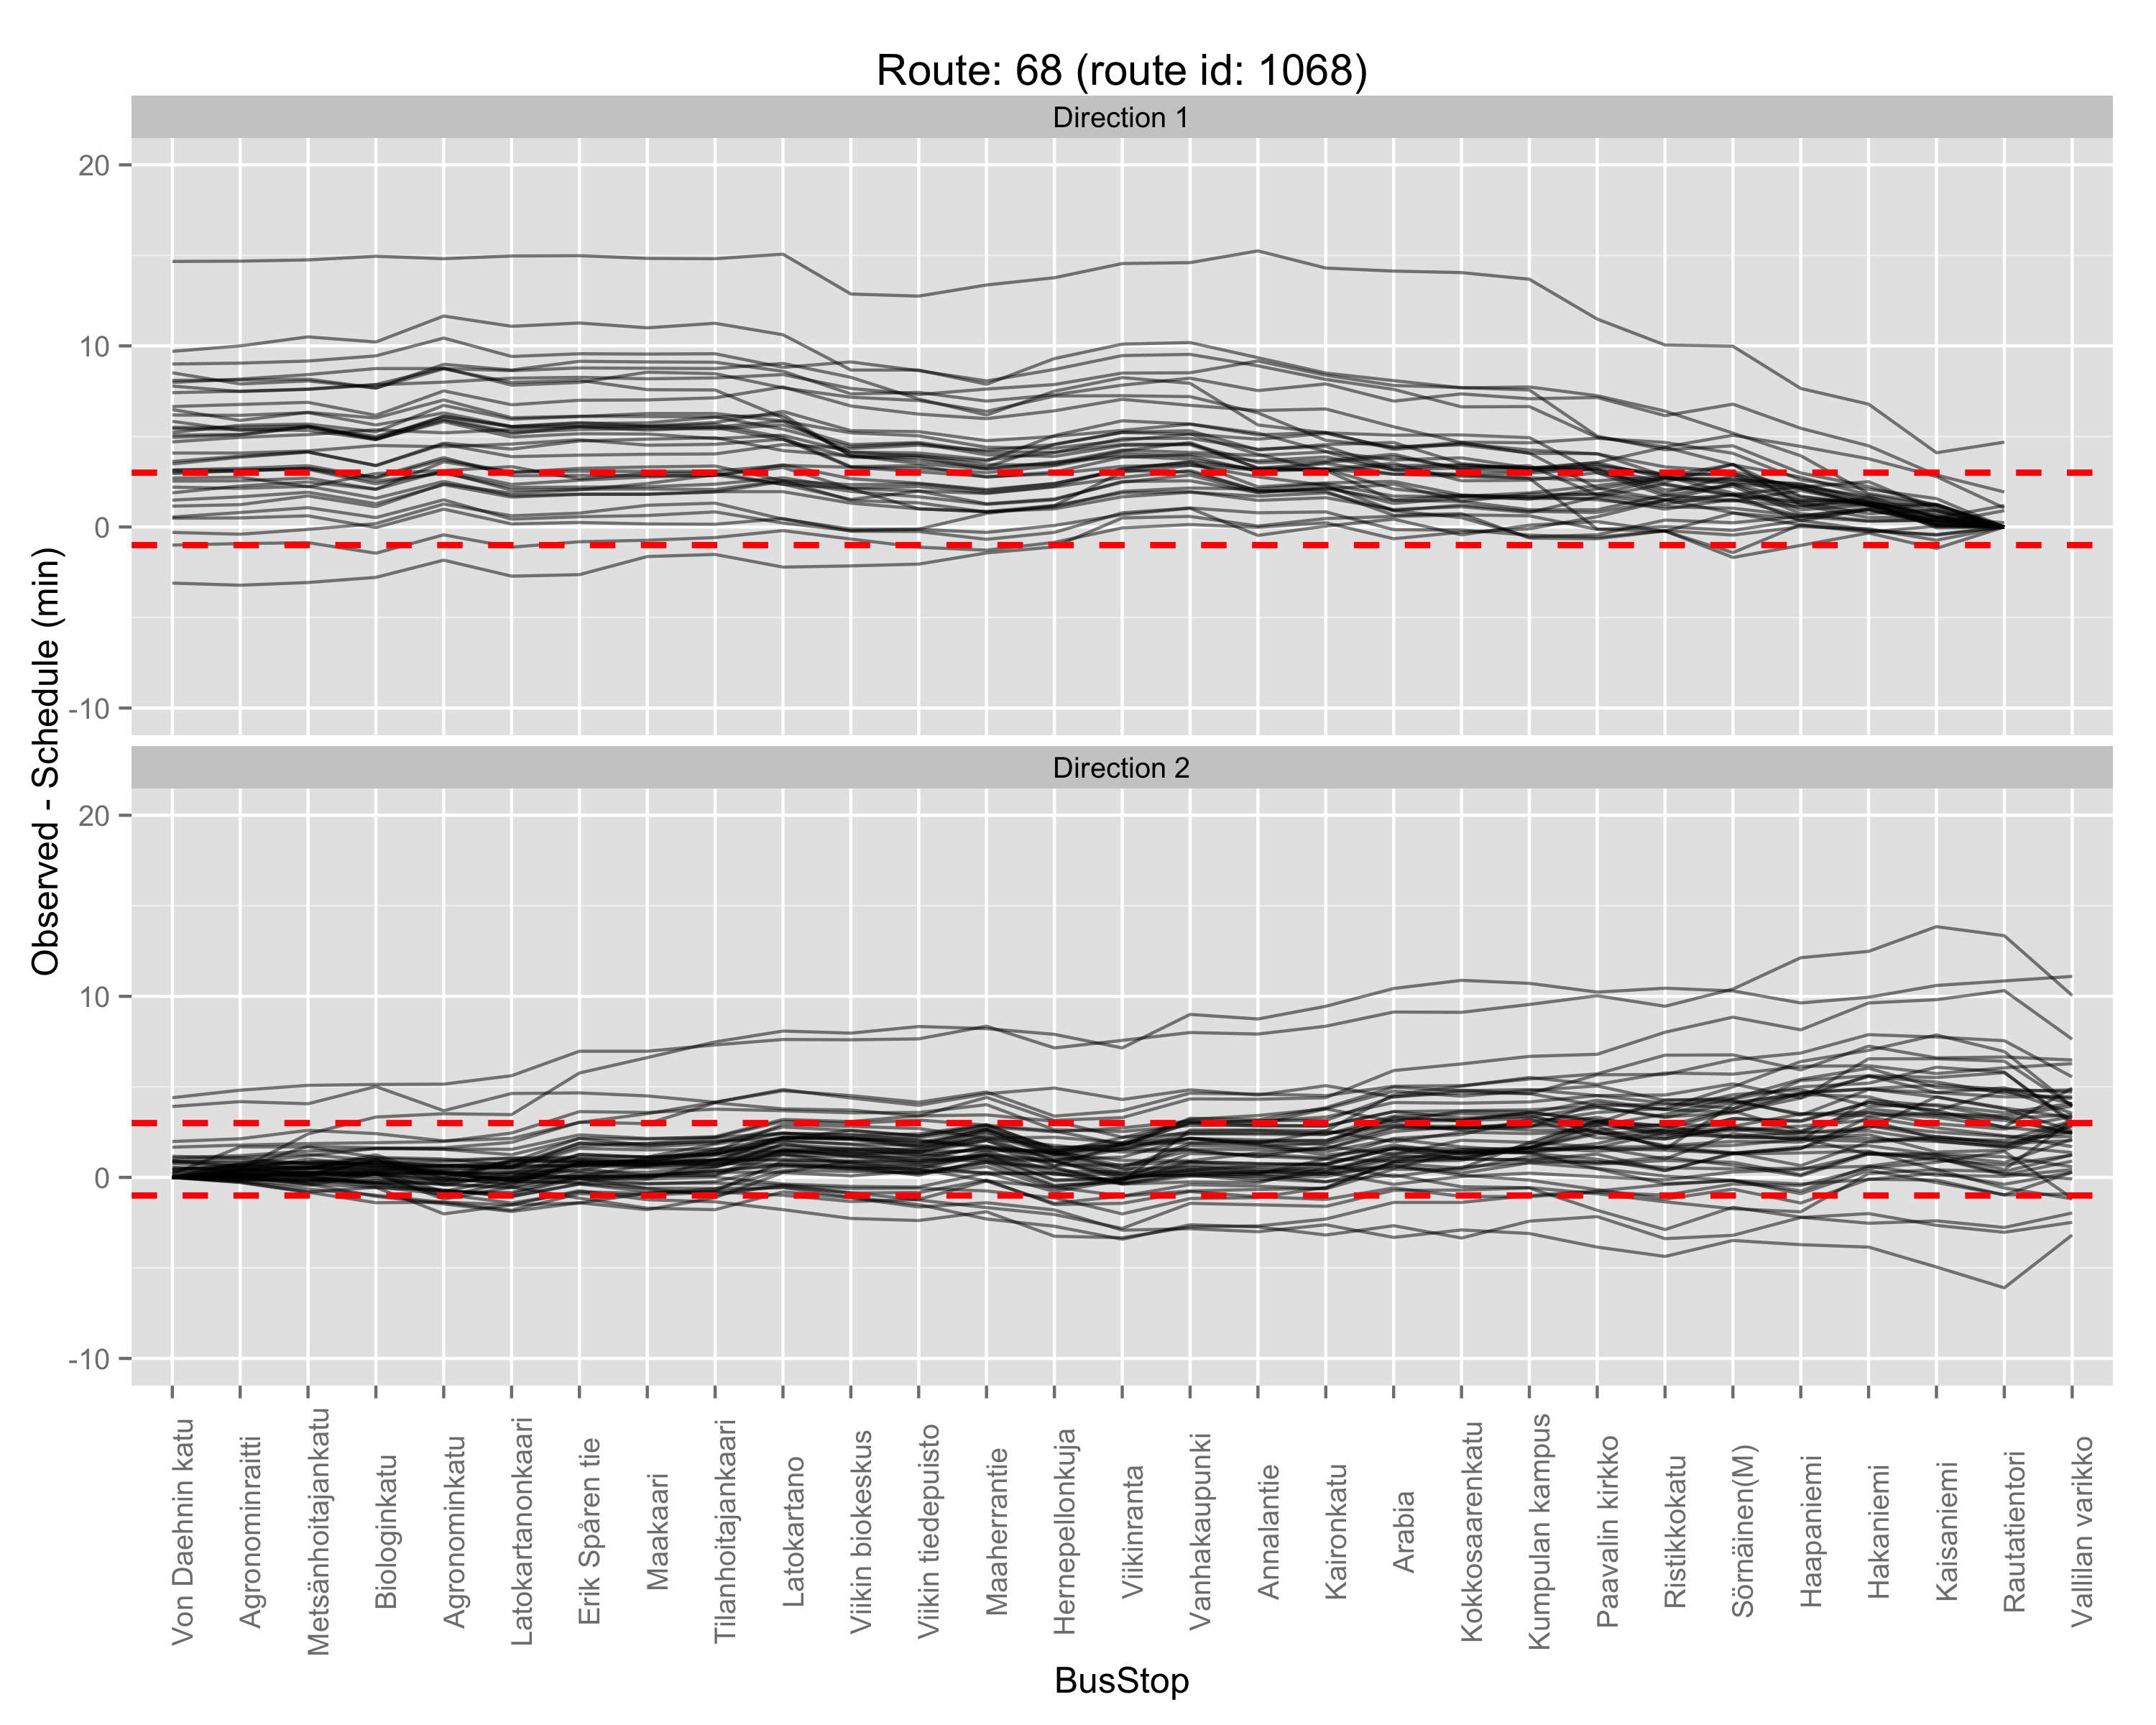 Route: 68 (route id: 1068)
Direction 1
20
10
0
-10
Direction 2
20
10
0
-10
Observed - Schedule (min)
Von Daehnin katu
Agronominraitti
Metsänhoitajankatu
Biologinkatu
Agronominkatu
Latokartanonkaari
Erik Spåren tie
Maakaari
Tilanhoitajankaari
Latokartano
Viikin biokeskus
Viikin tiedepuisto
Maaherrantie
Hernepellonkuja
Viikinranta
Vanhakaupunki
Annalantie
Kaironkatu
Arabia
Kokkosaarenkatu
Kumpulan kampus
Paavalin kirkko
Ristikkokatu
Sörnäinen(M)
Haapaniemi
Hakaniemi
Kaisaniemi
Rautatientori
Vallilan varikko
BusStop